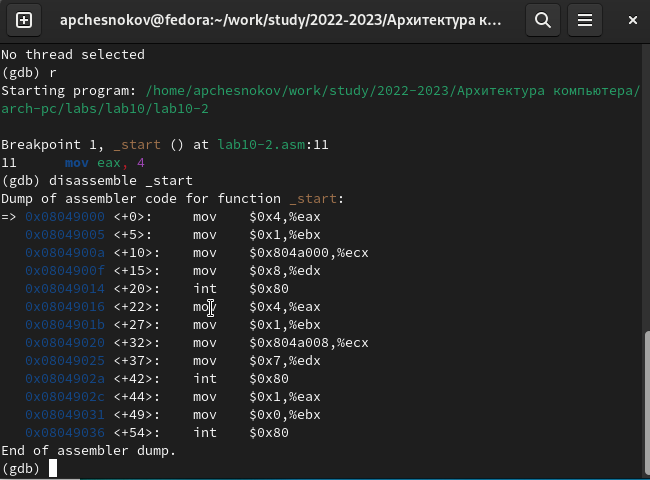 apchesnokov@fedora:~/work/study/2022-2023/Архитектура к...
No thread selected
(gdb) r
Starting program: /home/apchesnokov/work/study/2022-2023/Архитектура компьютера/
arch-pc/labs/lab10/lab10-2
Breakpoint 1, _start () at lab10-2.asm:11
11      mov eax, 4
(gdb) disassemble _start
Dump of assembler code for function _start:
=> 0x08049000 <+0>:     mov    $0x4,%eax
   0x08049005 <+5>:     mov    $0x1,%ebx
   0x0804900a <+10>:    mov    $0x804a000,%ecx
   0x0804900f <+15>:    mov    $0x8,%edx
   0x08049014 <+20>:    int    $0x80
   0x08049016 <+22>:    mov    $0x4,%eax
   0x0804901b <+27>:    mov    $0x1,%ebx
   0x08049020 <+32>:    mov    $0x804a008,%ecx
   0x08049025 <+37>:    mov    $0x7,%edx
   0x0804902a <+42>:    int    $0x80
   0x0804902c <+44>:    mov    $0x1,%eax
   0x08049031 <+49>:    mov    $0x0,%ebx
   0x08049036 <+54>:    int    $0x80
End of assembler dump.
(gdb)